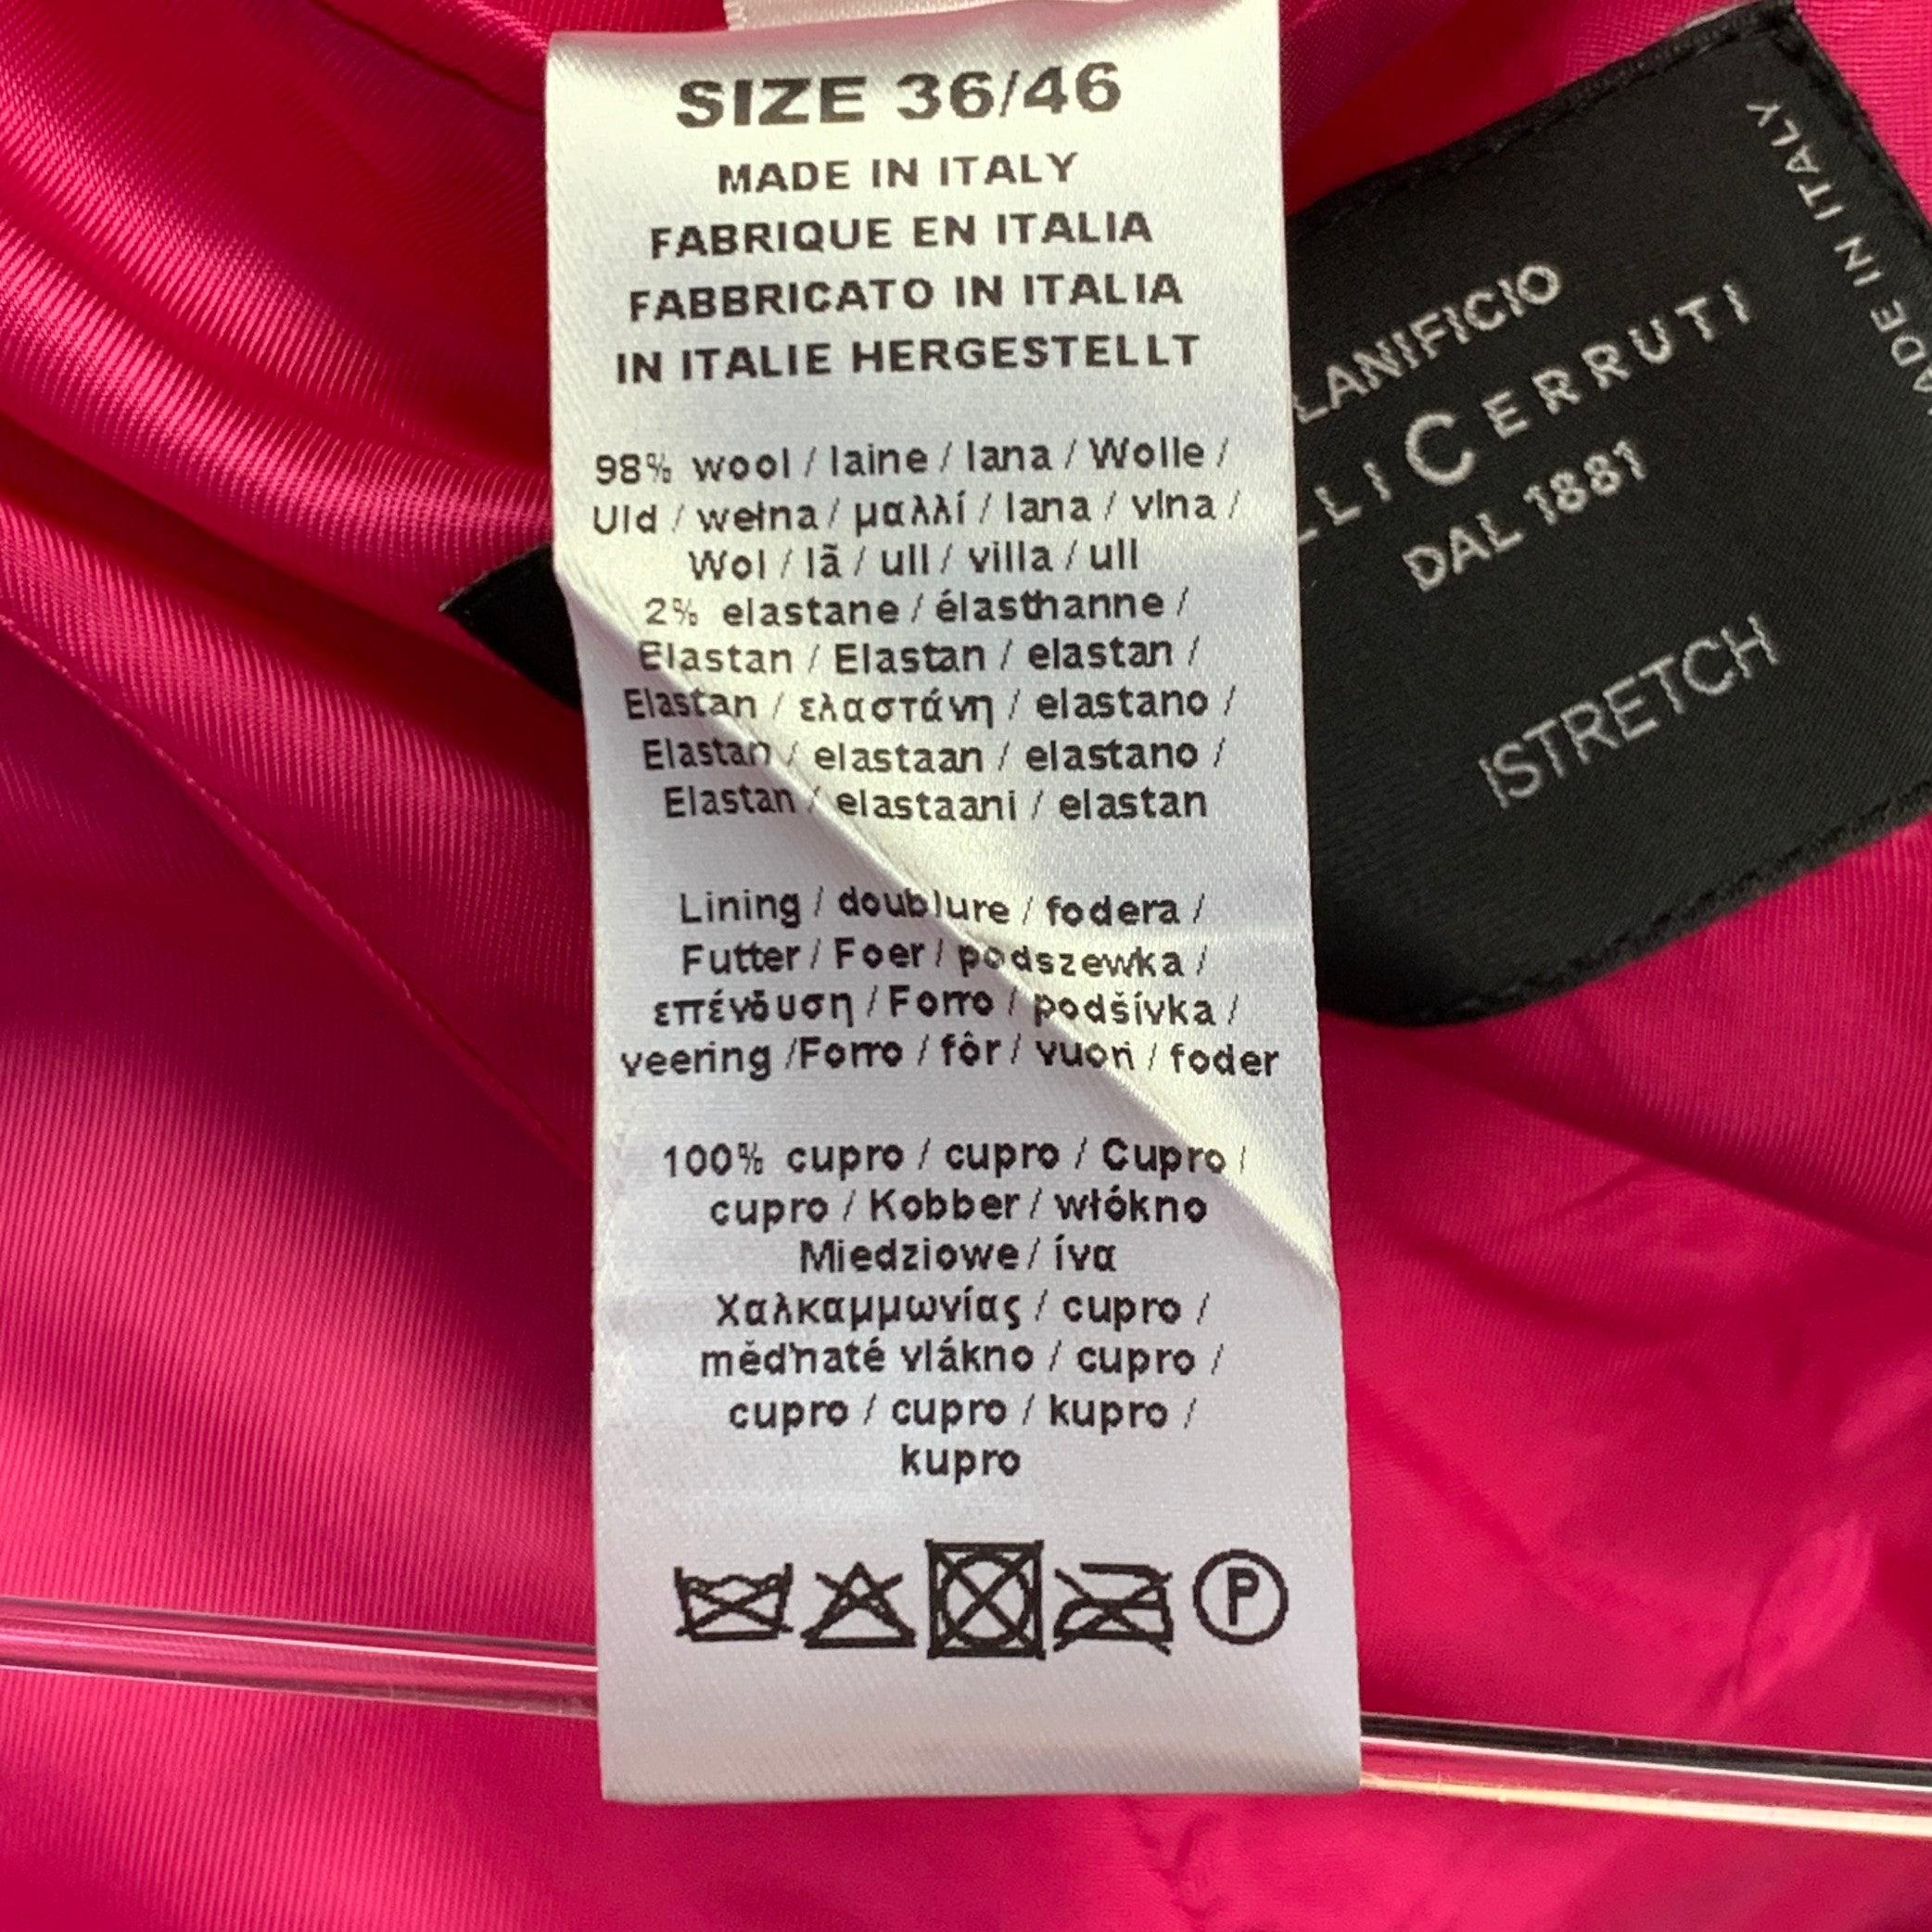 SIZE 36/46
MADE IN ITALY
FABRIQUE EN ITALIA
FABBRICATO IN ITALIA
IN ITALIE HERGESTELLT
98% wool / laine / lana / Wolle /
Uld / wełna / μαλλί / lana / vlna /
Wol / lã / ull / villa / ull
2% elastane / élasthanne /
Elastan / Elastan / elastan /
Elastan / ελαστάνη / elastano /
Elastan / elastaan / elastano /
Elastan / elastaani / elastan
Lining / doublure / fodera /
Futter / Foer / podszewka /
επένδυση / Forro / podšívka /
veering /Forro / fôr / vuori / foder
100% cupro / cupro / Cupro /
cupro / Kobber / włókno
Miedziowe / ίνα
Χαλκαμμωνίας / cupro /
měďnaté vlákno / cupro /
cupro / cupro / kupro /
kupro
P
LANIFICIO
CERRUTI
DAL 1881
ISTRETCH
IN ITALY